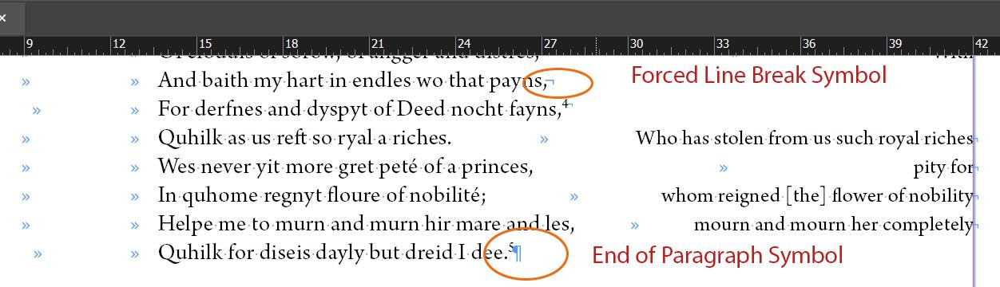 9 12 15 18 21 24 27 30 33 36 39 42
And baith my hart in endles wo that payns, Forced Line Break Symbol
For derfnes and dyspyt of Deed nocht fayns,⁴
Quhilk as us reft so ryal a riches. Who has stolen from us such royal riches
Wes never yit more gret peté of a princes, pity for
In quhome regnyt floure of nobilité; whom reigned [the] flower of nobility
Helpe me to murn and murn hir mare and les, mourn and mourn her completely
Quhilk for diseis dayly but dreid I dee.⁵¶ End of Paragraph Symbol